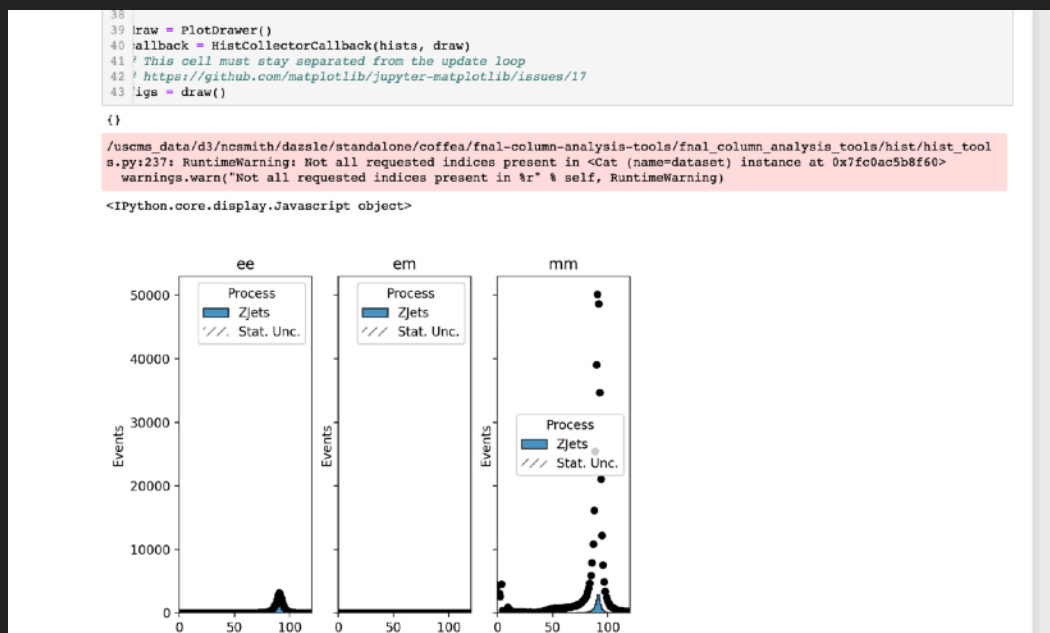 38
39 raw = PlotDrawer()
40 allback = HistCollectorCallback(hists, draw)
41 # This cell must stay separated from the update loop
42 # https://github.com/matplotlib/jupyter-matplotlib/issues/17
43 igs = draw()
{}
/uscms_data/d3/ncsmith/dazsle/standalone/coffea/fnal-column-analysis-tools/fnal_column_analysis_tools/hist/hist_tool
s.py:237: RuntimeWarning: Not all requested indices present in <Cat (name=dataset) instance at 0x7fc0ac5b8f60>
warnings.warn("Not all requested indices present in %r" % self, RuntimeWarning)
<IPython.core.display.Javascript object>
ee
em
mm
Process
ZJets
Stat. Unc.
Process
ZJets
Stat. Unc.
Process
ZJets
Stat. Unc.
50000
40000
30000
20000
10000
0
Events
Events
Events
0 50 100
0 50 100
0 50 100